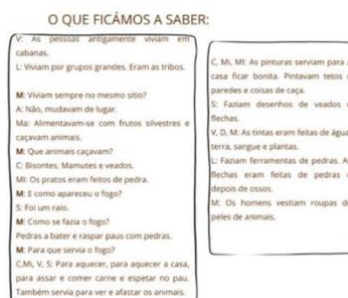 O QUE FICÁMOS A SABER:
V: As pessoas antigamente viviam em
cabanas.
L: Viviam por grupos grandes. Eram as tribos.
M: Viviam sempre no mesmo sítio?
A: Não, mudavam de lugar.
Ma: Alimentavam-se com frutos silvestres e
caçavam animais.
M: Que animais caçavam?
C: Bisontes, Mamutes e veados.
MI: Os pratos eram feitos de pedra.
M: E como apareceu o fogo?
S: Foi um raio.
M: Como se fazia o fogo?
Pedras a bater e raspar paus com pedras.
M: Para que servia o fogo?
C,Mi, V, S: Para aquecer, para aquecer a casa,
para assar e comer carne e espetar no pau.
Também servia para ver e afastar os animais.
C, Mi, MI: As pinturas serviam para
casa ficar bonita. Pintavam tetos
paredes e coisas de caça.
S: Faziam desenhos de veados
flechas.
V, D, M: As tintas eram feitas de água
terra, sangue e plantas.
L: Faziam ferramentas de pedras. A
flechas eram feitas de pedras
depois de ossos.
M: Os homens vestiam roupas d
peles de animais.